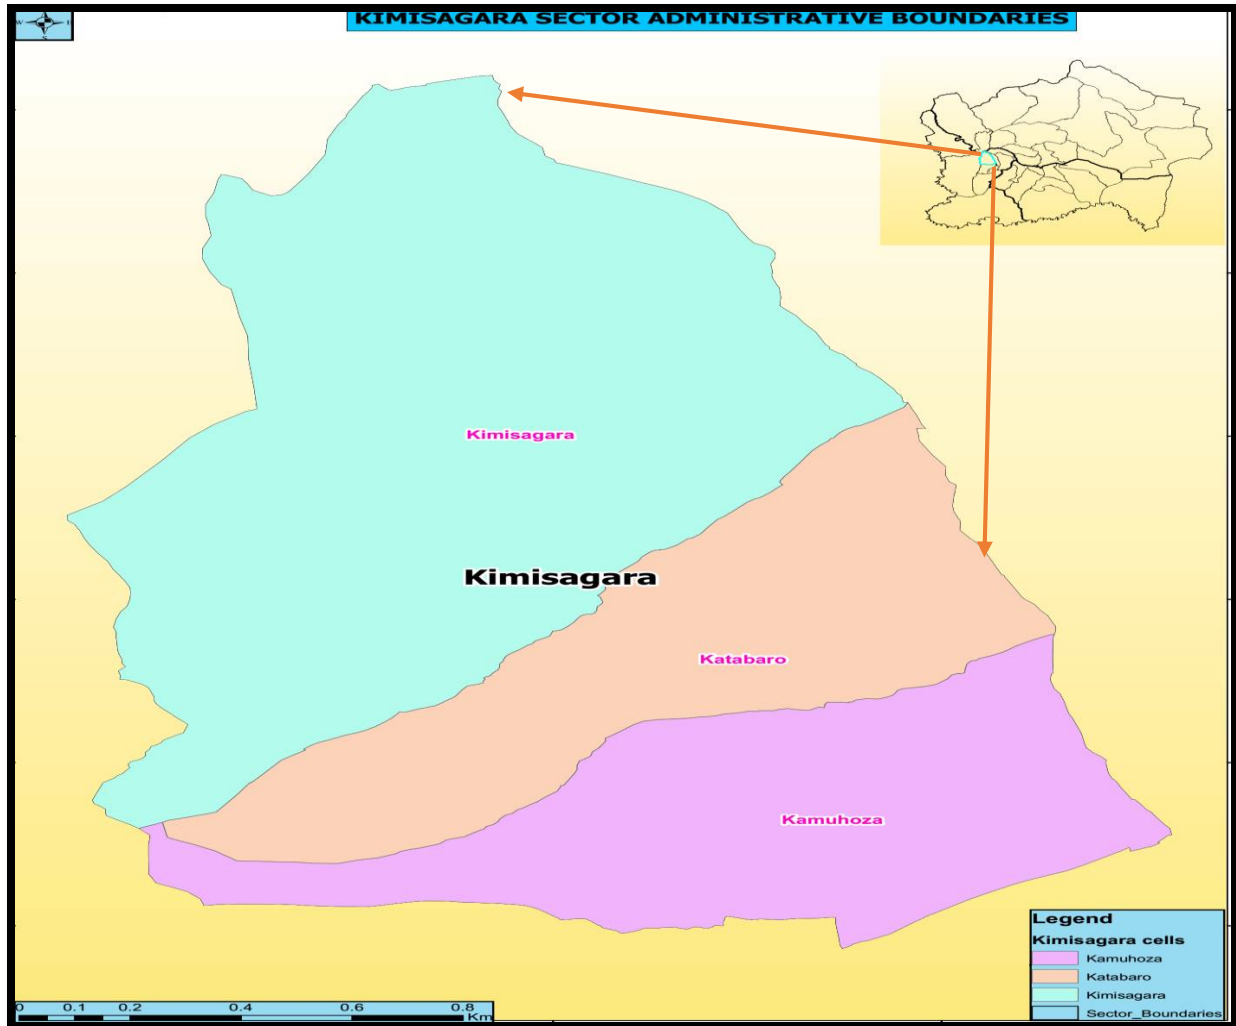 KIMISAGARA SECTOR ADMINISTRATIVE BOUNDARIES
W E
S
Kimisagara
Kimisagara
Katabaro
Kamuhoza
Legend
Kimisagara cells
Kamuhoza
Katabaro
Kimisagara
Sector_Boundaries
0 0.1 0.2 0.4 0.6 0.8
Km